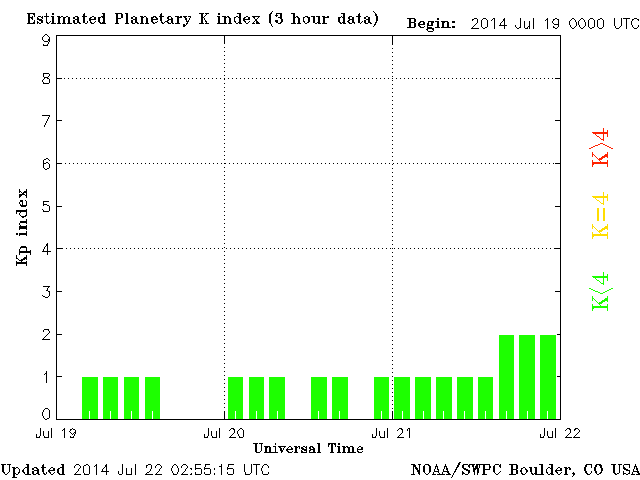 Estimated Planetary K index (3 hour data) Begin: 2014 Jul 19 0000 UTC
9
8
7
6
5
4
3
2
1
0
Kp index
K>4
K=4
K<4
Jul 19 Jul 20 Jul 21 Jul 22
Universal Time
Updated 2014 Jul 22 02:55:15 UTC NOAA/SWPC Boulder, CO USA